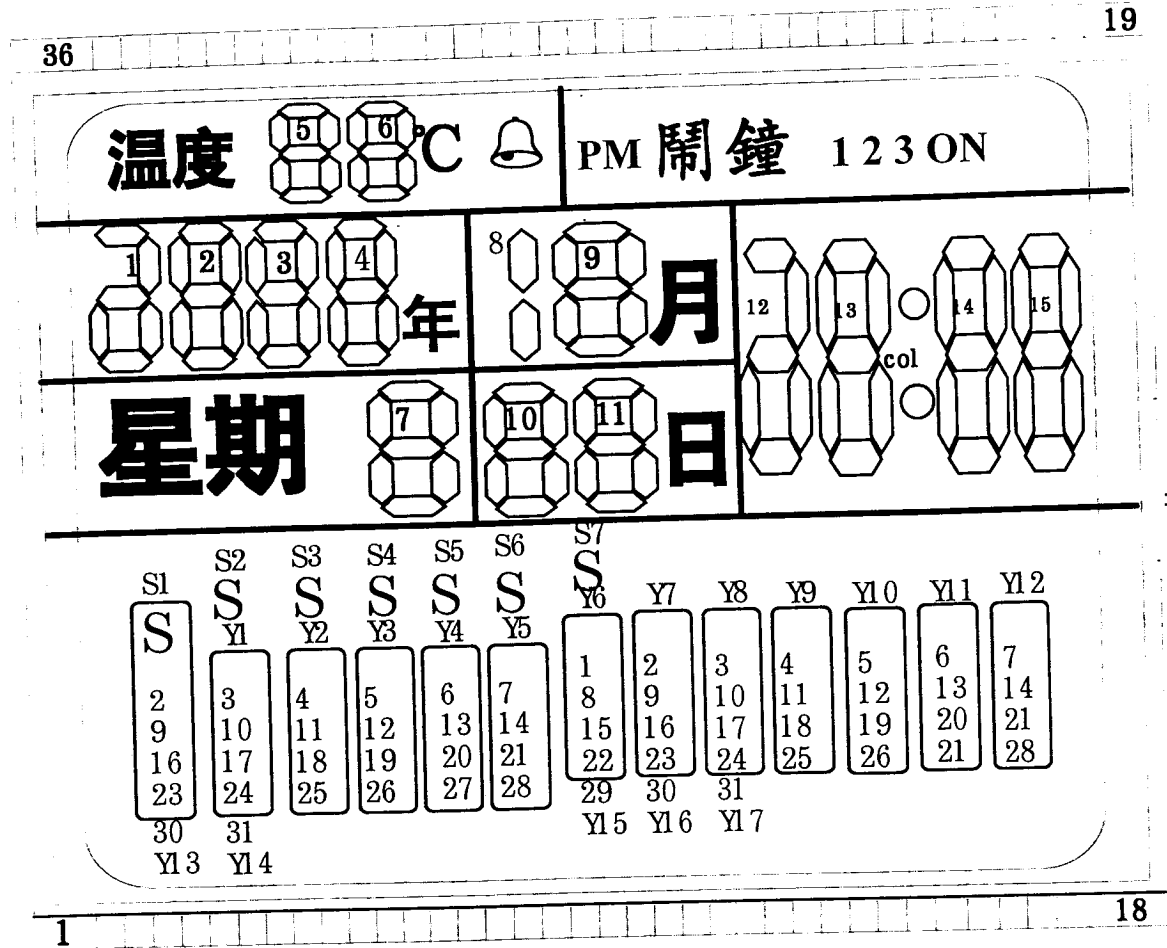 36 19
温度 5 6 °C PM 鬧鐘 1 2 3 ON
1 2 3 4 年 8 9 月
12 13 col 14 15
星期 7 10 11 日
S1 S2 S3 S4 S5 S6 S7
S S S S S S S
Y1 Y2 Y3 Y4 Y5 Y6 Y7 Y8 Y9 Y10 Y11 Y12
2 3 4 5 6 7 1 2 3 4 5 6 7
9 10 11 12 13 14 8 9 10 11 12 13 14
16 17 18 19 20 21 15 16 17 18 19 20 21
23 24 25 26 27 28 22 23 24 25 26 21 28
30 31 29 30 31
Y13 Y14 Y15 Y16 Y17
1 18